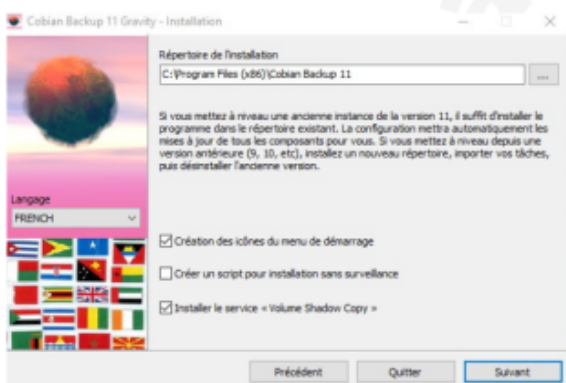 Cobian Backup 11 Gravity - Installation
Répertoire de l'installation
C:\Program Files (x86)\Cobian Backup 11
...
Si vous mettez à niveau une ancienne instance de la version 11, il suffit d'installer le
programme dans le répertoire existant. La configuration mettra automatiquement les
mises à jour de tous les composants pour vous. Si vous mettez à niveau depuis une
version antérieure (9, 10, etc), installez un nouveau répertoire, importer vos tâches,
puis désinstaller l'ancienne version.
Langage
FRENCH
Création des icônes du menu de démarrage
Créer un script pour installation sans surveillance
Installer le service « Volume Shadow Copy »
Précédent
Quitter
Suivant